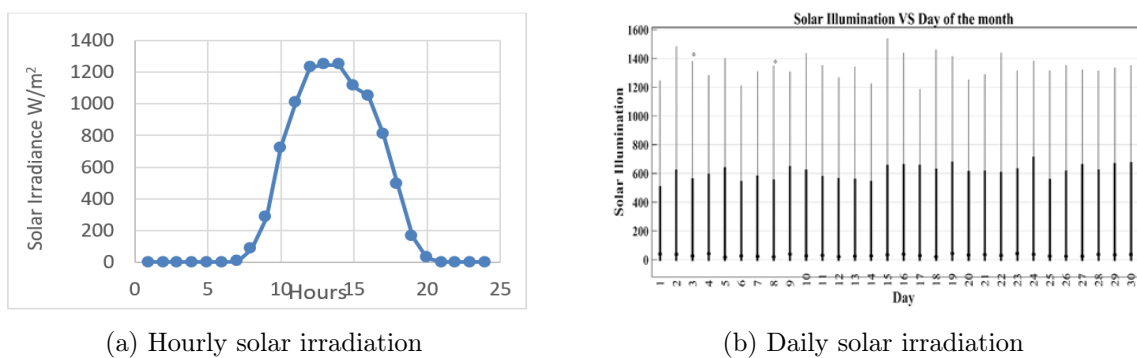 1400
1200
1000
800
600
400
200
0
Solar Irradiance W/m²
0 5 10 15 20 25
Hours
(a) Hourly solar irradiation
Solar Illumination VS Day of the month
1600
1400
1200
1000
800
600
400
200
0
Solar Illumination
1 2 3 4 5 6 7 8 9 10 11 12 13 14 15 16 17 18 19 20 21 22 23 24 25 26 27 28 29 30
Day
(b) Daily solar irradiation